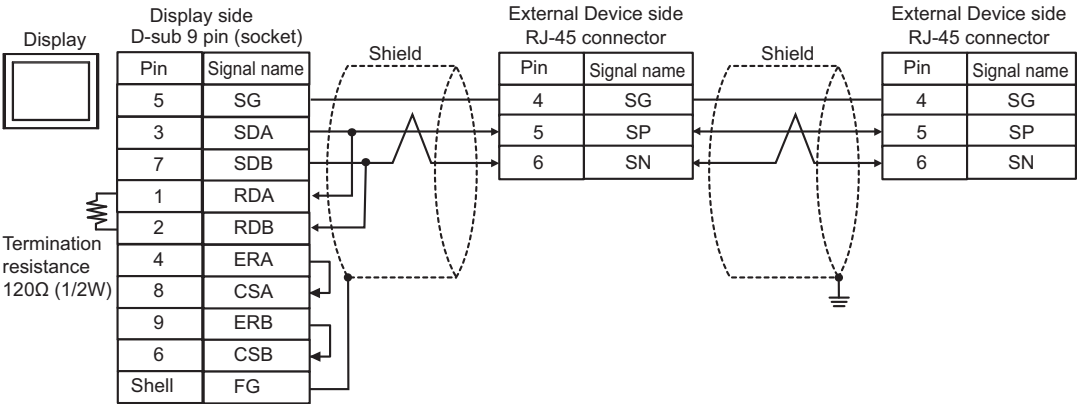 Display
Display side
D-sub 9 pin (socket)
Pin Signal name
5 SG
3 SDA
7 SDB
1 RDA
2 RDB
4 ERA
8 CSA
9 ERB
6 CSB
Shell FG
Termination
resistance
120Ω (1/2W)
Shield
External Device side
RJ-45 connector
Pin Signal name
4 SG
5 SP
6 SN
Shield
External Device side
RJ-45 connector
Pin Signal name
4 SG
5 SP
6 SN